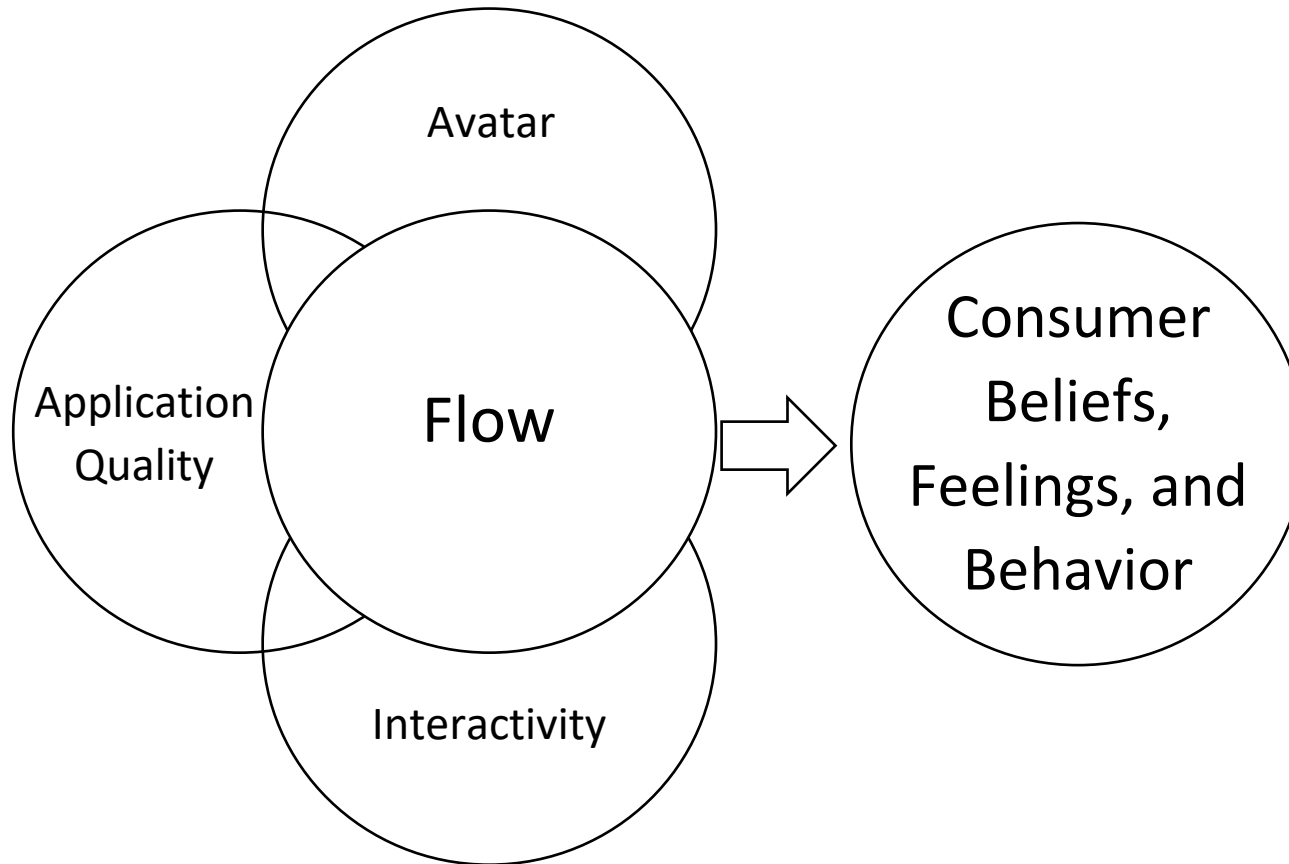 Avatar
Application
Quality
Flow
Interactivity
Consumer
Beliefs,
Feelings, and
Behavior